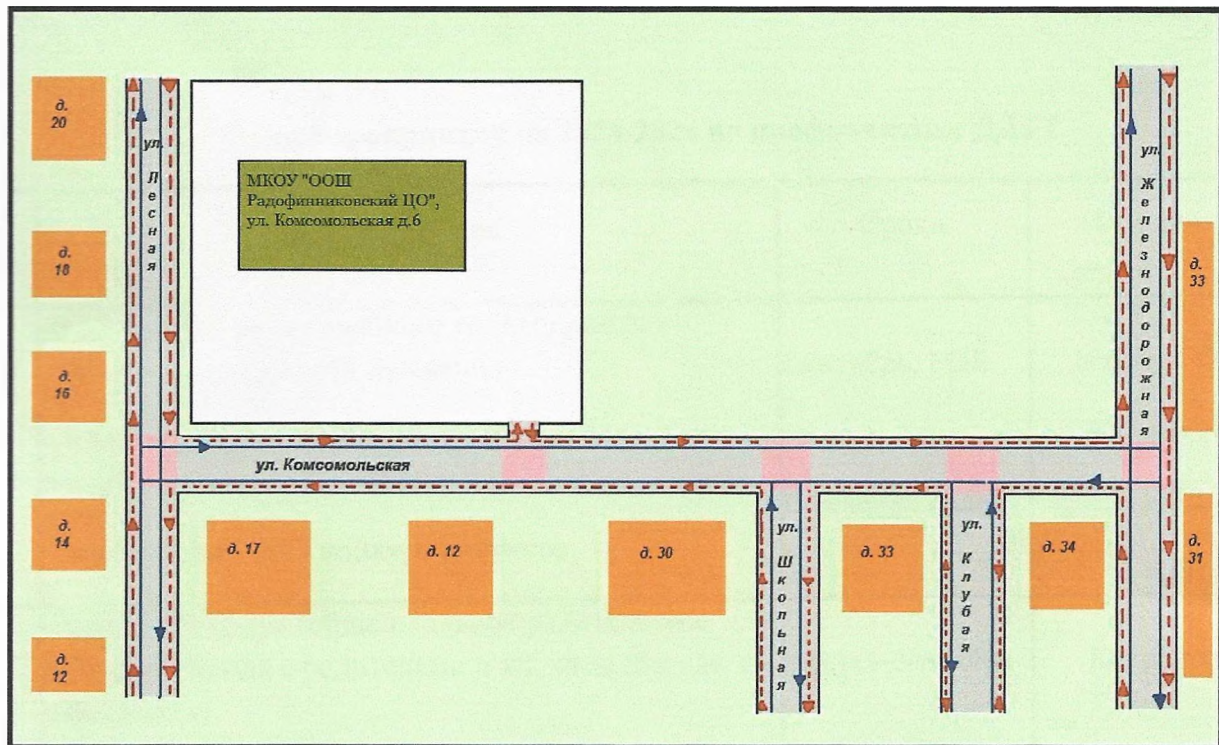 д.
20
ул. Лесная
МКОУ "ООШ
Радофинниковский ЦО",
ул. Комсомольская д.6
ул. Железнодорожная
д.
18
д.
33
д.
16
ул. Комсомольская
д.
14
д. 17
д. 12
д. 30
ул. Школьная
д. 33
ул. Клубая
д. 34
д.
31
д.
12